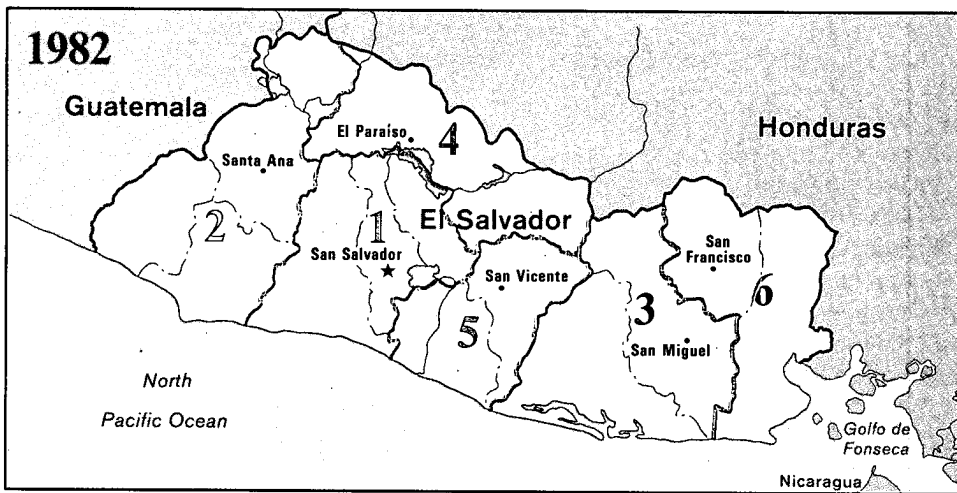 1982
Guatemala
Honduras
El Paraíso
4
Santa Ana
El Salvador
2
1
San Salvador
San
Francisco
San Vicente
6
3
5
San Miguel
North
Pacific Ocean
Golfo de
Fonseca
Nicaragua